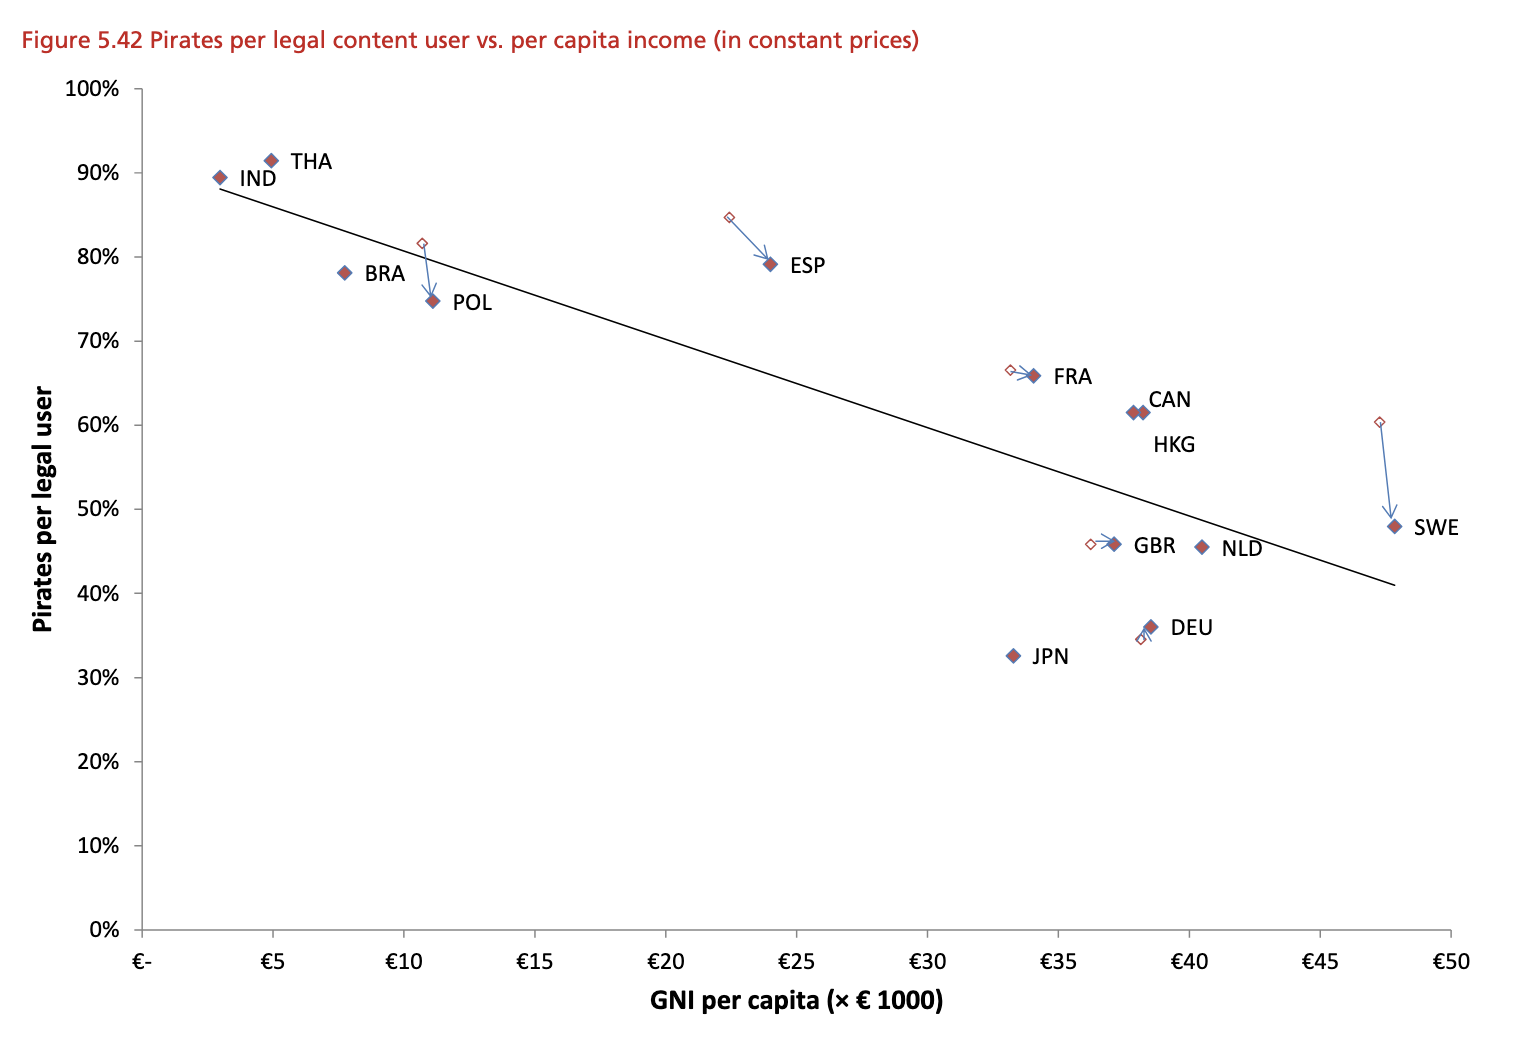 Figure 5.42 Pirates per legal content user vs. per capita income (in constant prices)
100%
90%
80%
70%
60%
50%
40%
30%
20%
10%
0%
Pirates per legal user
THA
IND
BRA
POL
ESP
FRA
CAN
HKG
SWE
GBR
NLD
DEU
JPN
€-
€5
€10
€15
€20
€25
€30
€35
€40
€45
€50
GNI per capita (× € 1000)